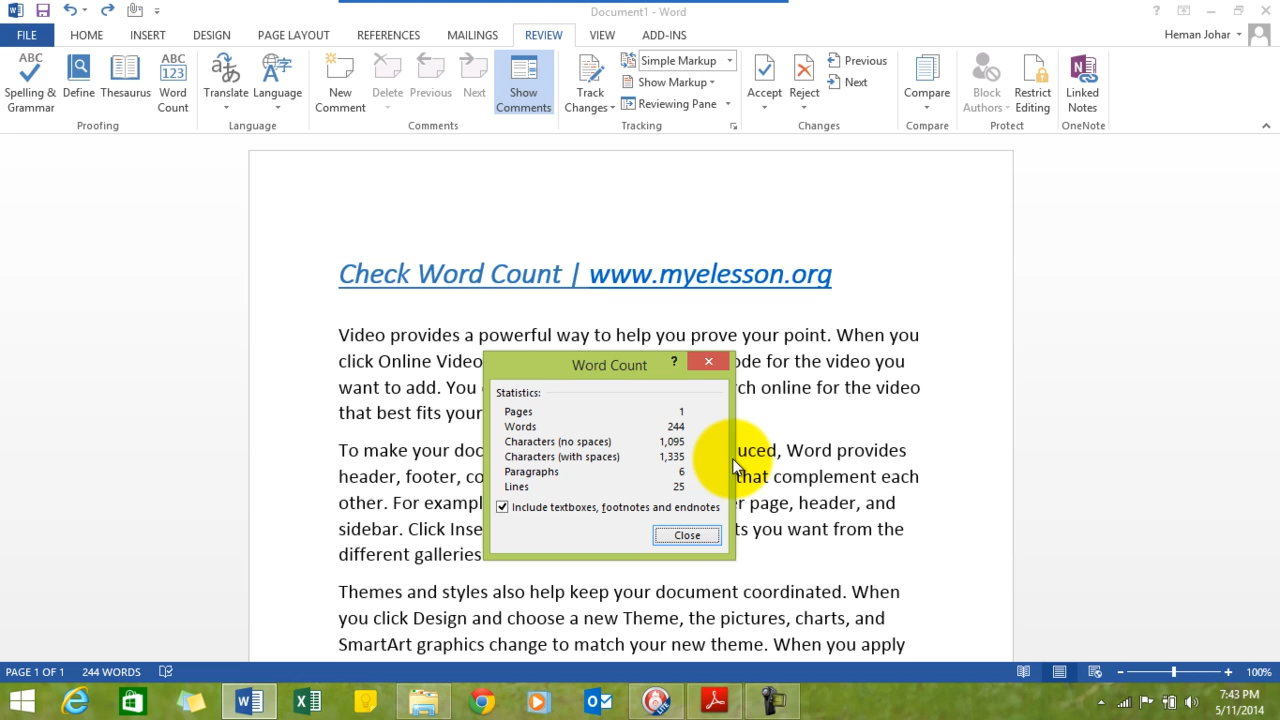 Document1 - Word
?
FILE HOME INSERT DESIGN PAGE LAYOUT REFERENCES MAILINGS REVIEW VIEW ADD-INS Heman Johar
ABC ABC 123
Spelling & Grammar Define Thesaurus Word Count Translate Language New Comment Delete Previous Next Show Comments Track Changes Simple Markup Show Markup Reviewing Pane Accept Reject Previous Next Compare Block Authors Restrict Editing Linked Notes
Proofing Language Comments Tracking Changes Compare Protect OneNote
Check Word Count | www.myelesson.org
Video provides a powerful way to help you prove your point. When you
click Online Video ode for the video you
want to add. You rch online for the video
that best fits your
Word Count ?
Statistics:
Pages 1
Words 244
Characters (no spaces) 1,095
Characters (with spaces) 1,335
Paragraphs 6
Lines 25
Include textboxes, footnotes and endnotes
Close
To make your doc uced, Word provides
header, footer, co that complement each
other. For example er page, header, and
sidebar. Click Inse ts you want from the
different galleries
Themes and styles also help keep your document coordinated. When
you click Design and choose a new Theme, the pictures, charts, and
SmartArt graphics change to match your new theme. When you apply
PAGE 1 OF 1 244 WORDS 100%
7:43 PM
5/11/2014